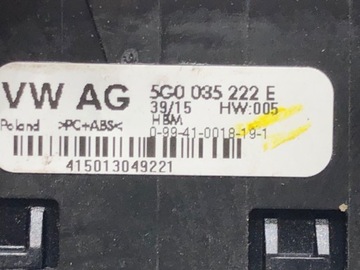 VW AG 5G0 035 222 E
39/15 HW:005
HBM
Poland >PC+ABS< 0-99-41-0018-19-1
415013049221